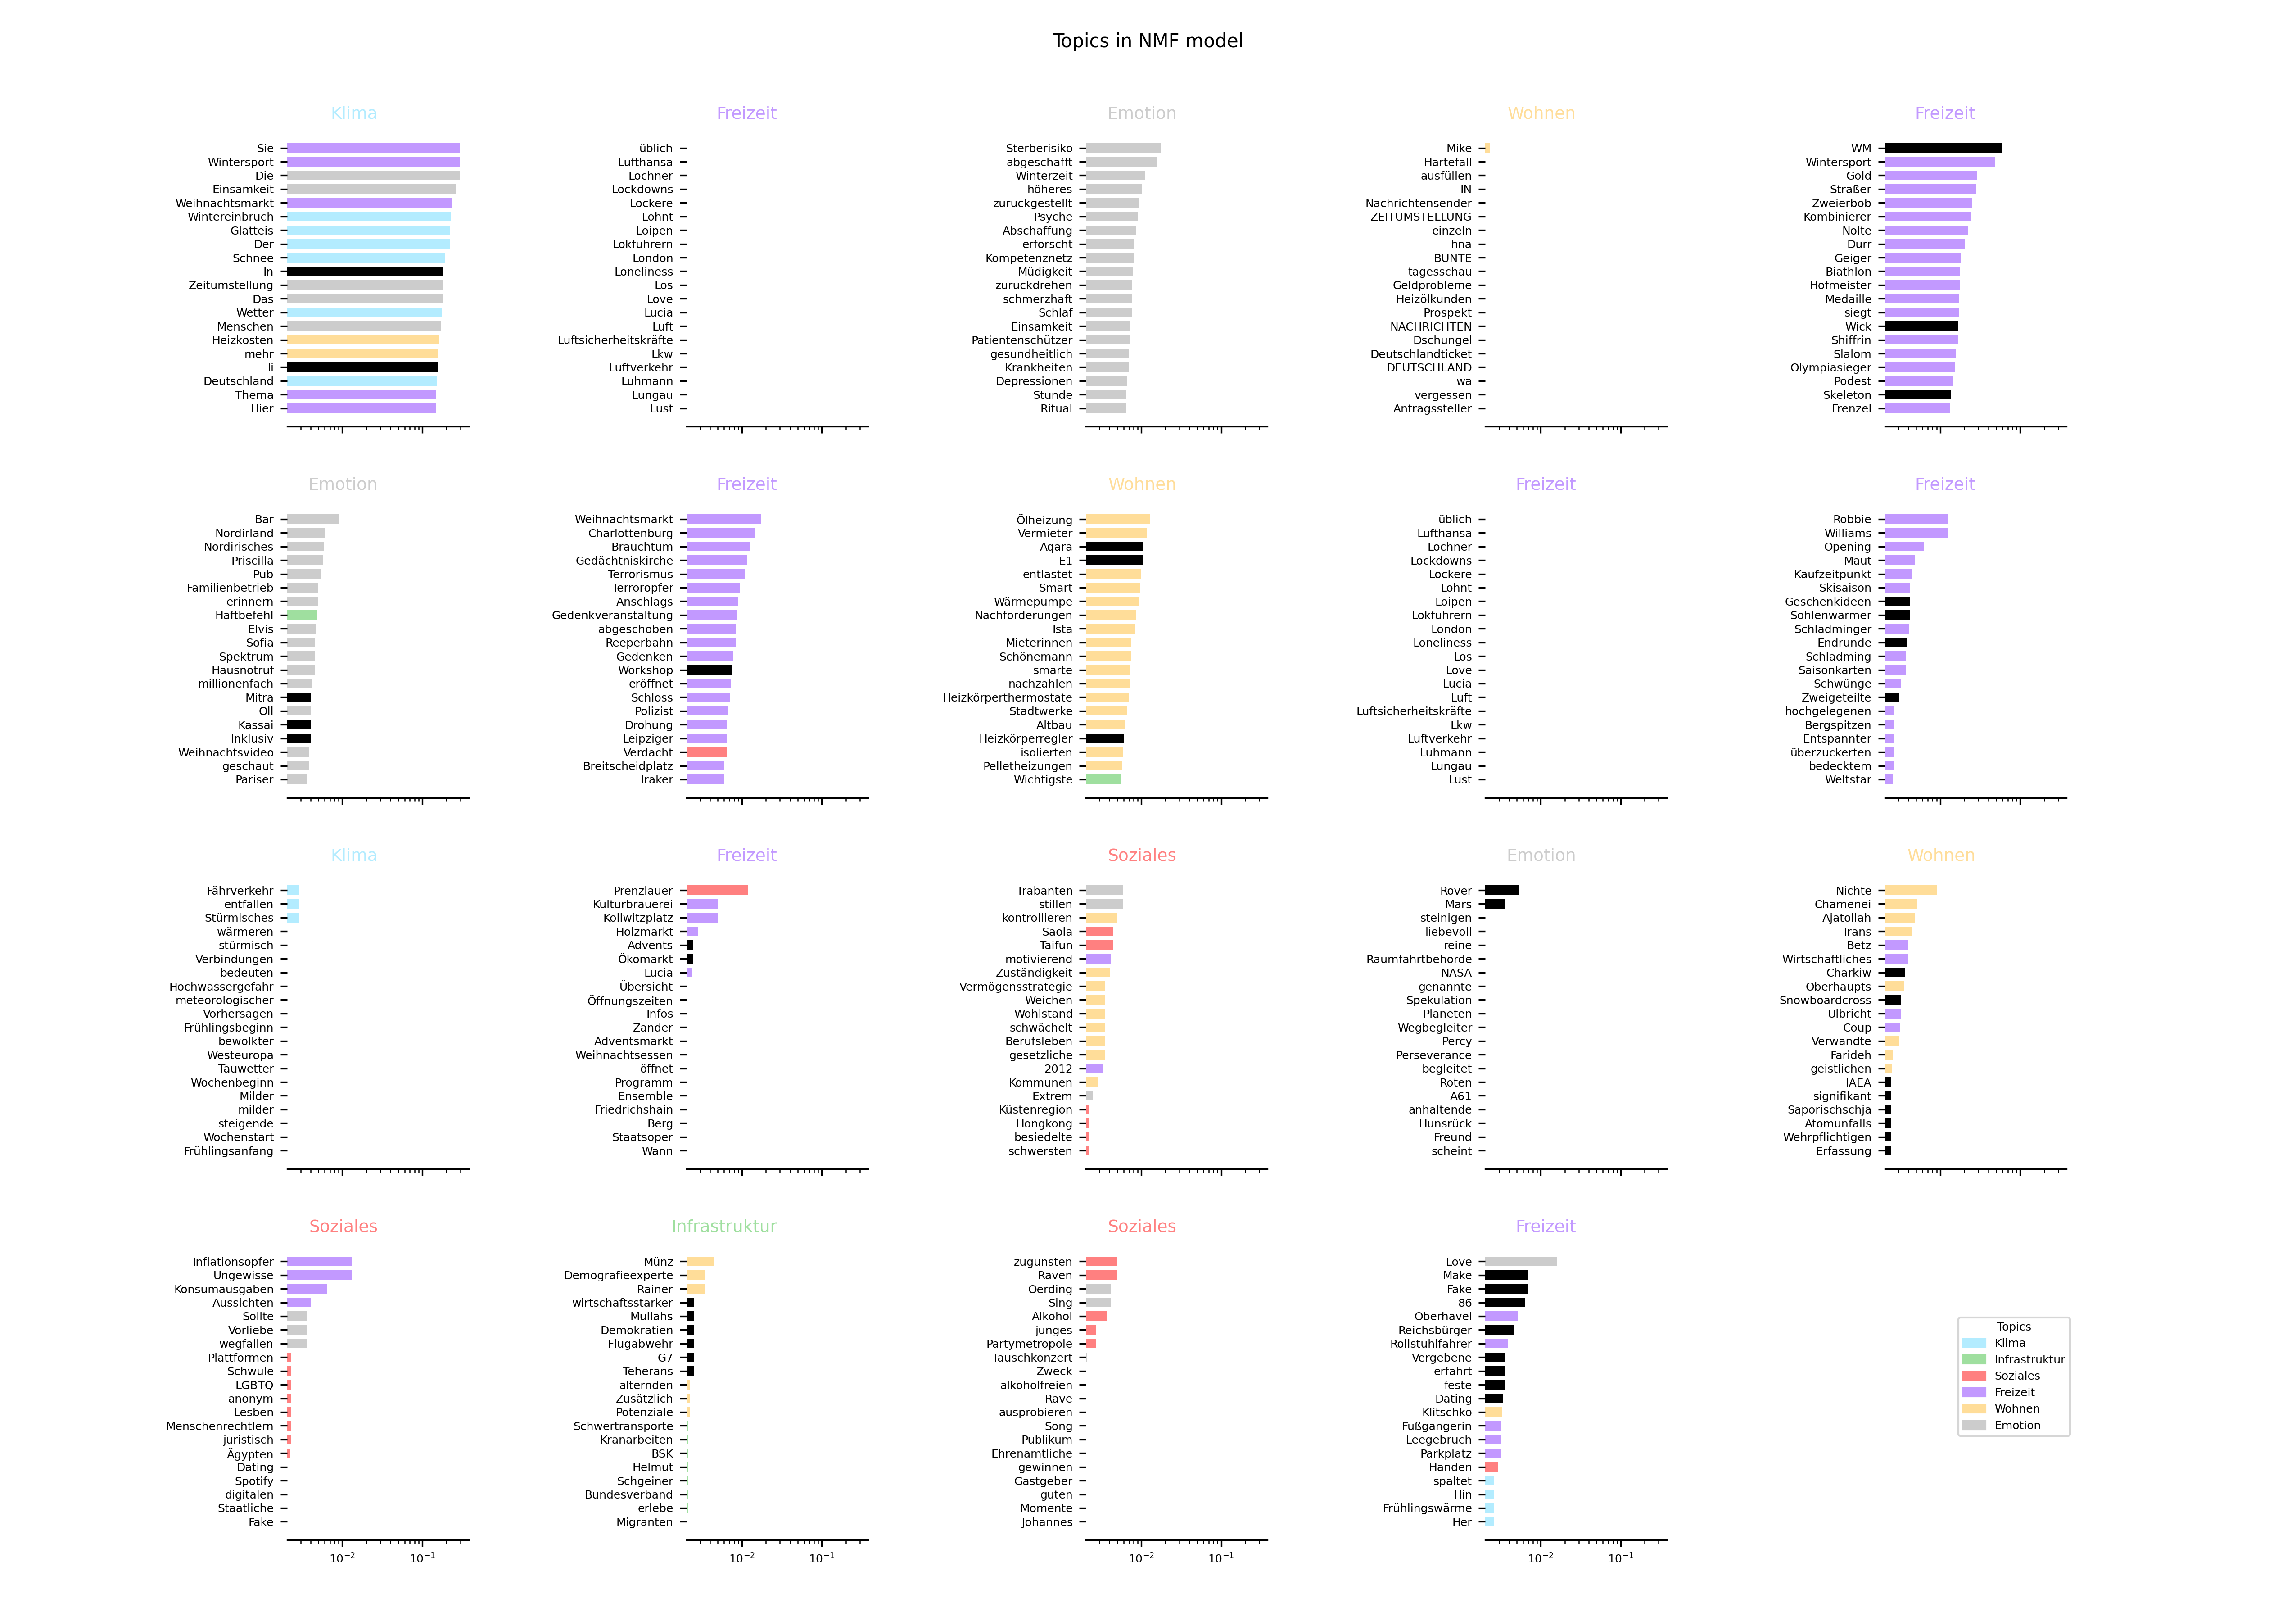 Topics in NMF model
Klima
Sie
Wintersport
Die
Einsamkeit
Weihnachtsmarkt
Wintereinbruch
Glatteis
Der
Schnee
In
Zeitumstellung
Das
Wetter
Menschen
Heizkosten
mehr
li
Deutschland
Thema
Hier
Freizeit
üblich
Lufthansa
Lochner
Lockdowns
Lockere
Lohnt
Loipen
Lokführern
London
Loneliness
Los
Love
Lucia
Luft
Luftsicherheitskräfte
Lkw
Luftverkehr
Luhmann
Lungau
Lust
Emotion
Sterberisiko
abgeschafft
Winterzeit
höheres
zurückgestellt
Psyche
Abschaffung
erforscht
Kompetenznetz
Müdigkeit
zurückdrehen
schmerzhaft
Schlaf
Einsamkeit
Patientenschützer
gesundheitlich
Krankheiten
Depressionen
Stunde
Ritual
Wohnen
Mike
Härtefall
ausfüllen
IN
Nachrichtensender
ZEITUMSTELLUNG
einzeln
hna
BUNTE
tagesschau
Geldprobleme
Heizölkunden
Prospekt
NACHRICHTEN
Dschungel
Deutschlandticket
DEUTSCHLAND
wa
vergessen
Antragssteller
Freizeit
WM
Wintersport
Gold
Straßer
Zweierbob
Kombinierer
Nolte
Dürr
Geiger
Biathlon
Hofmeister
Medaille
siegt
Wick
Shiffrin
Slalom
Olympiasieger
Podest
Skeleton
Frenzel
Emotion
Bar
Nordirland
Nordirisches
Priscilla
Pub
Familienbetrieb
erinnern
Haftbefehl
Elvis
Sofia
Spektrum
Hausnotruf
millionenfach
Mitra
Oll
Kassai
Inklusiv
Weihnachtsvideo
geschaut
Pariser
Freizeit
Weihnachtsmarkt
Charlottenburg
Brauchtum
Gedächtniskirche
Terrorismus
Terroropfer
Anschlags
Gedenkveranstaltung
abgeschoben
Reeperbahn
Gedenken
Workshop
eröffnet
Schloss
Polizist
Drohung
Leipziger
Verdacht
Breitscheidplatz
Iraker
Wohnen
Ölheizung
Vermieter
Aqara
E1
entlastet
Smart
Wärmepumpe
Nachforderungen
Ista
Mieterinnen
Schönemann
smarte
nachzahlen
Heizkörperthermostate
Stadtwerke
Altbau
Heizkörperregler
isolierten
Pelletheizungen
Wichtigste
Freizeit
üblich
Lufthansa
Lochner
Lockdowns
Lockere
Lohnt
Loipen
Lokführern
London
Loneliness
Los
Love
Lucia
Luft
Luftsicherheitskräfte
Lkw
Luftverkehr
Luhmann
Lungau
Lust
Freizeit
Robbie
Williams
Opening
Maut
Kaufzeitpunkt
Skisaison
Geschenkideen
Sohlenwärmer
Schladminger
Endrunde
Schladming
Saisonkarten
Schwünge
Zweigeteilte
hochgelegenen
Bergspitzen
Entspannter
überzuckerten
bedecktem
Weltstar
Klima
Fährverkehr
entfallen
Stürmisches
wärmeren
stürmisch
Verbindungen
bedeuten
Hochwassergefahr
meteorologischer
Vorhersagen
Frühlingsbeginn
bewölkter
Westeuropa
Tauwetter
Wochenbeginn
Milder
milder
steigende
Wochenstart
Frühlingsanfang
Freizeit
Prenzlauer
Kulturbrauerei
Kollwitzplatz
Holzmarkt
Advents
Ökomarkt
Lucia
Übersicht
Öffnungszeiten
Infos
Zander
Adventsmarkt
Weihnachtsessen
öffnet
Programm
Ensemble
Friedrichshain
Berg
Staatsoper
Wann
Soziales
Trabanten
stillen
kontrollieren
Saola
Taifun
motivierend
Zuständigkeit
Vermögensstrategie
Weichen
Wohlstand
schwächelt
Berufsleben
gesetzliche
2012
Kommunen
Extrem
Küstenregion
Hongkong
besiedelte
schwersten
Emotion
Rover
Mars
steinigen
liebevoll
reine
Raumfahrtbehörde
NASA
genannte
Spekulation
Planeten
Wegbegleiter
Percy
Perseverance
begleitet
Roten
A61
anhaltende
Hunsrück
Freund
scheint
Wohnen
Nichte
Chamenei
Ajatollah
Irans
Betz
Wirtschaftliches
Charkiw
Oberhaupts
Snowboardcross
Ulbricht
Coup
Verwandte
Farideh
geistlichen
IAEA
signifikant
Saporischschja
Atomunfalls
Wehrpflichtigen
Erfassung
Soziales
Inflationsopfer
Ungewisse
Konsumausgaben
Aussichten
Sollte
Vorliebe
wegfallen
Plattformen
Schwule
LGBTQ
anonym
Lesben
Menschenrechtlern
juristisch
Ägypten
Dating
Spotify
digitalen
Staatliche
Fake
10⁻² 10⁻¹
Infrastruktur
Münz
Demografieexperte
Rainer
wirtschaftsstarker
Mullahs
Demokratien
Flugabwehr
G7
Teherans
alternden
Zusätzlich
Potenziale
Schwertransporte
Kranarbeiten
BSK
Helmut
Schgeiner
Bundesverband
erlebe
Migranten
10⁻² 10⁻¹
Soziales
zugunsten
Raven
Oerding
Sing
Alkohol
junges
Partymetropole
Tauschkonzert
Zweck
alkoholfreien
Rave
ausprobieren
Song
Publikum
Ehrenamtliche
gewinnen
Gastgeber
guten
Momente
Johannes
10⁻² 10⁻¹
Freizeit
Love
Make
Fake
86
Oberhavel
Reichsbürger
Rollstuhlfahrer
Vergebene
erfahrt
feste
Dating
Klitschko
Fußgängerin
Leegebruch
Parkplatz
Händen
spaltet
Hin
Frühlingswärme
Her
10⁻² 10⁻¹
Topics
Klima
Infrastruktur
Soziales
Freizeit
Wohnen
Emotion